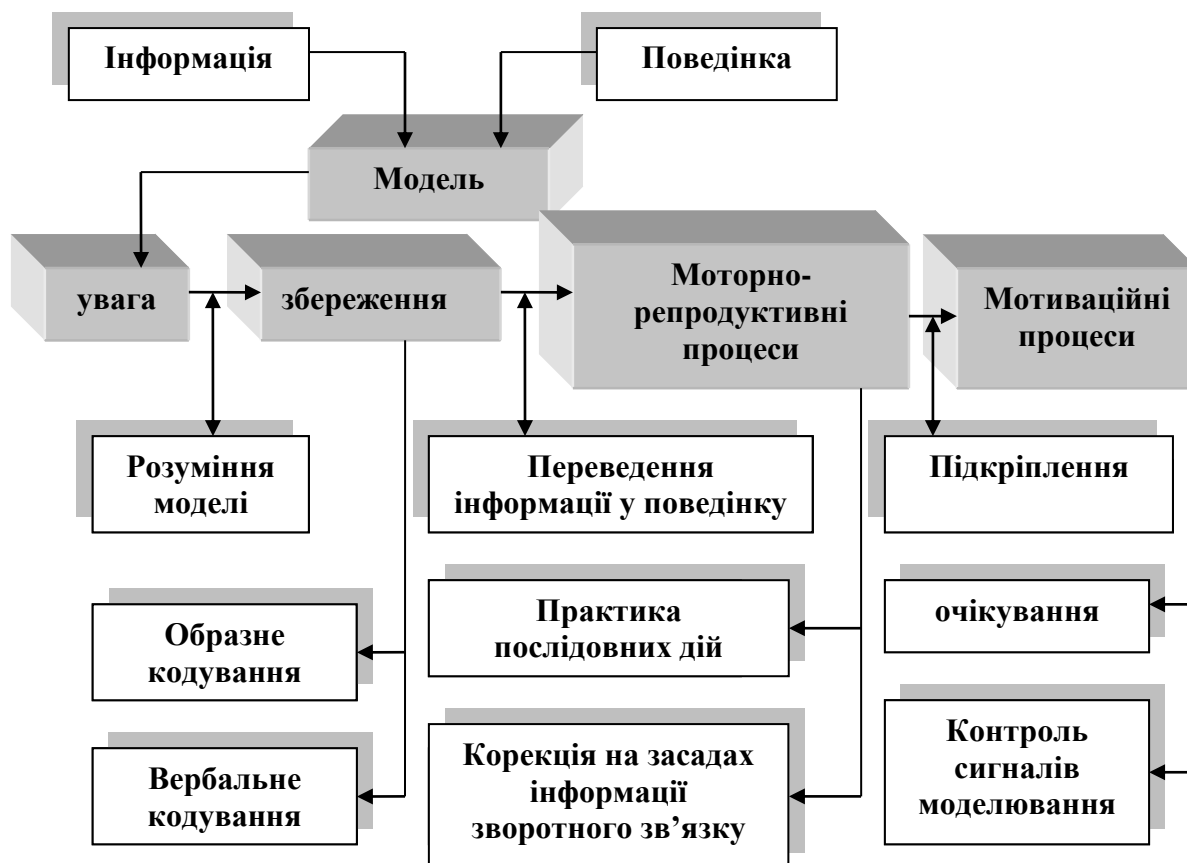 Інформація
Поведінка
Модель
увага
збереження
Моторно-
репродуктивні
процеси
Мотиваційні
процеси
Розуміння
моделі
Переведення
інформації у поведінку
Підкріплення
Образне
кодування
Практика
послідовних дій
очікування
Вербальне
кодування
Корекція на засадах
інформації
зворотного зв’язку
Контроль
сигналів
моделювання